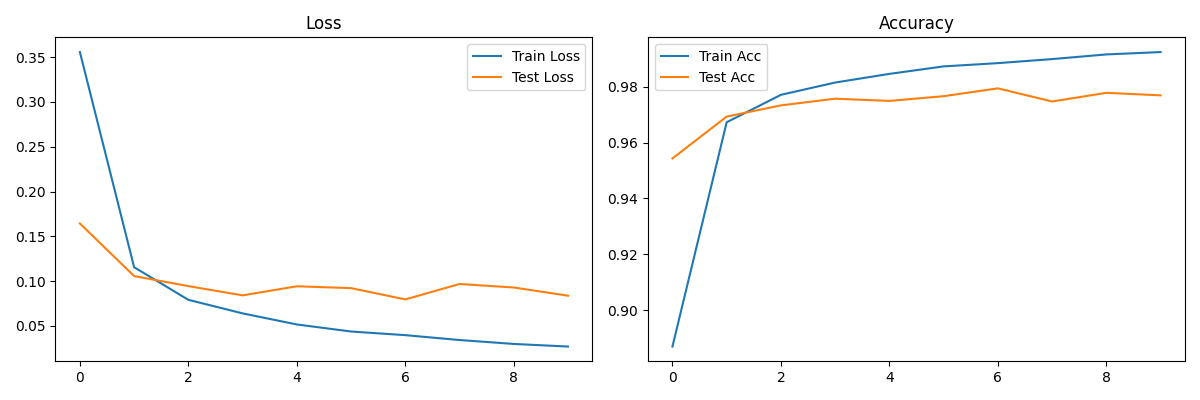 Loss
0.35
0.30
0.25
0.20
0.15
0.10
0.05
Train Loss
Test Loss
0 2 4 6 8
Accuracy
0.98
0.96
0.94
0.92
0.90
Train Acc
Test Acc
0 2 4 6 8